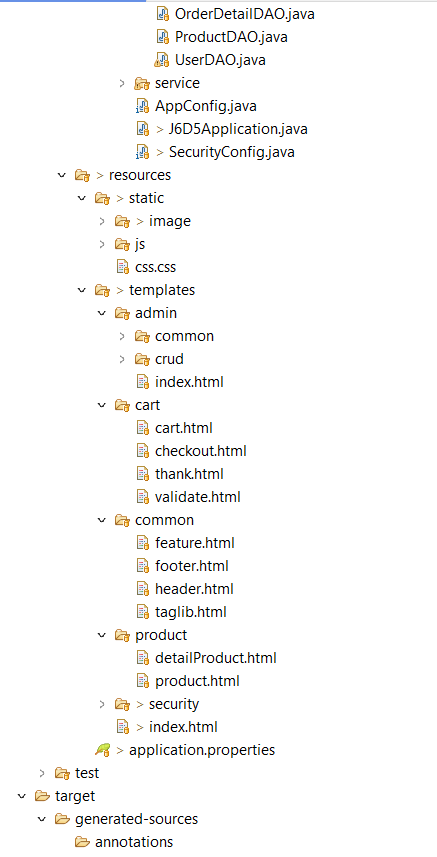 OrderDetailDAO.java
ProductDAO.java
UserDAO.java
service
AppConfig.java
> J6D5Application.java
> SecurityConfig.java
> resources
> static
> image
js
css.css
> templates
admin
common
crud
index.html
cart
cart.html
checkout.html
thank.html
validate.html
common
feature.html
footer.html
header.html
taglib.html
product
detailProduct.html
product.html
> security
> index.html
> application.properties
test
target
generated-sources
annotations